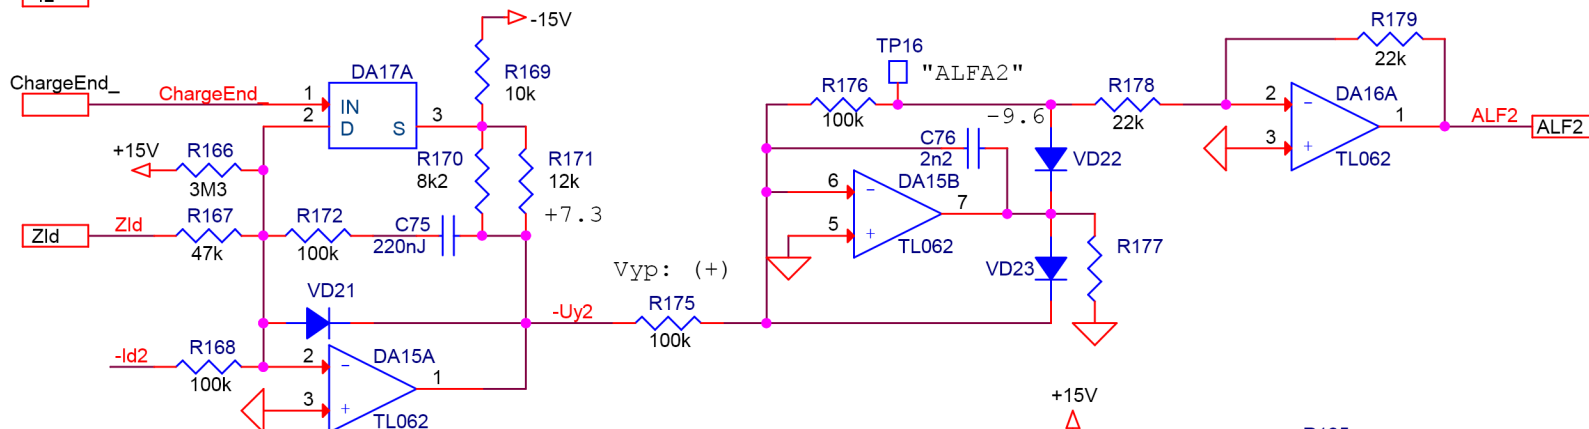 -15V
R179
22k
TP16
"ALFA2"
DA17A
R169
10k
ChargeEnd_
ChargeEnd_
1
IN
2
D
S
3
R176
100k
R178
22k
-9.6
2
−
DA16A
1
ALF2
ALF2
3
+
TL062
+15V
R166
3M3
R170
8k2
R171
12k
C76
2n2
VD22
6
−
DA15B
7
5
+
TL062
+7.3
Zld
Zld
R167
47k
R172
100k
C75
220nJ
R177
VD23
Vyp: (+)
VD21
-Uy2
R175
100k
-Id2
R168
100k
2
−
DA15A
1
3
+
TL062
+15V